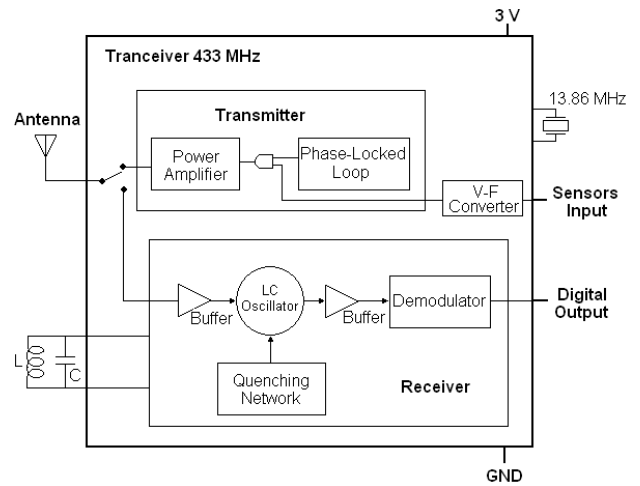 3 V
Tranceiver 433 MHz
13.86 MHz
Antenna
Transmitter
Power
Amplifier
Phase-Locked
Loop
V-F
Converter
Sensors
Input
LC
Oscillator
Buffer
Buffer
Demodulator
Digital
Output
L
C
Quenching
Network
Receiver
GND